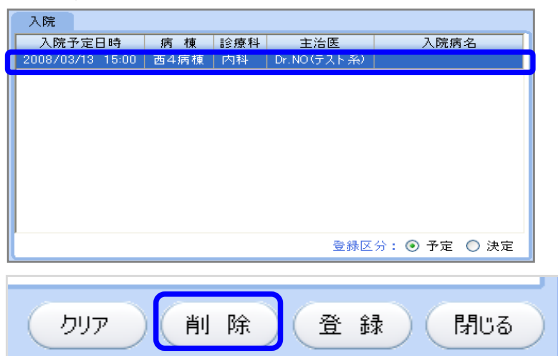 入院
入院予定日時 病 棟 診療科 主治医 入院病名
2008/03/13 15:00 西4病棟 内科 Dr.NO(テスト系)
登録区分： 予定 決定
クリア 削 除 登 録 閉じる